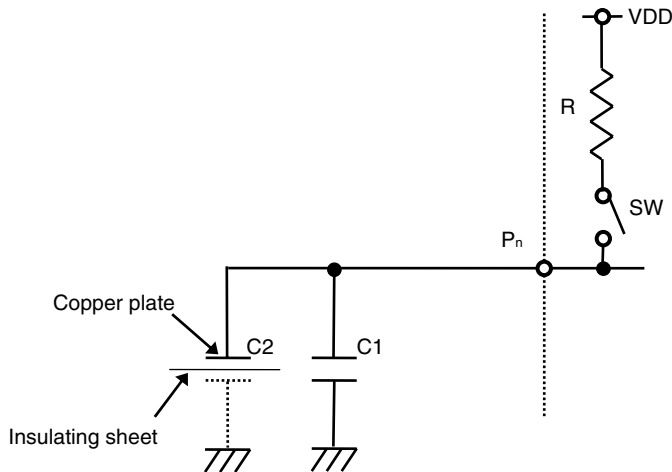 VDD
R
SW
Pn
Copper plate
C2
C1
Insulating sheet